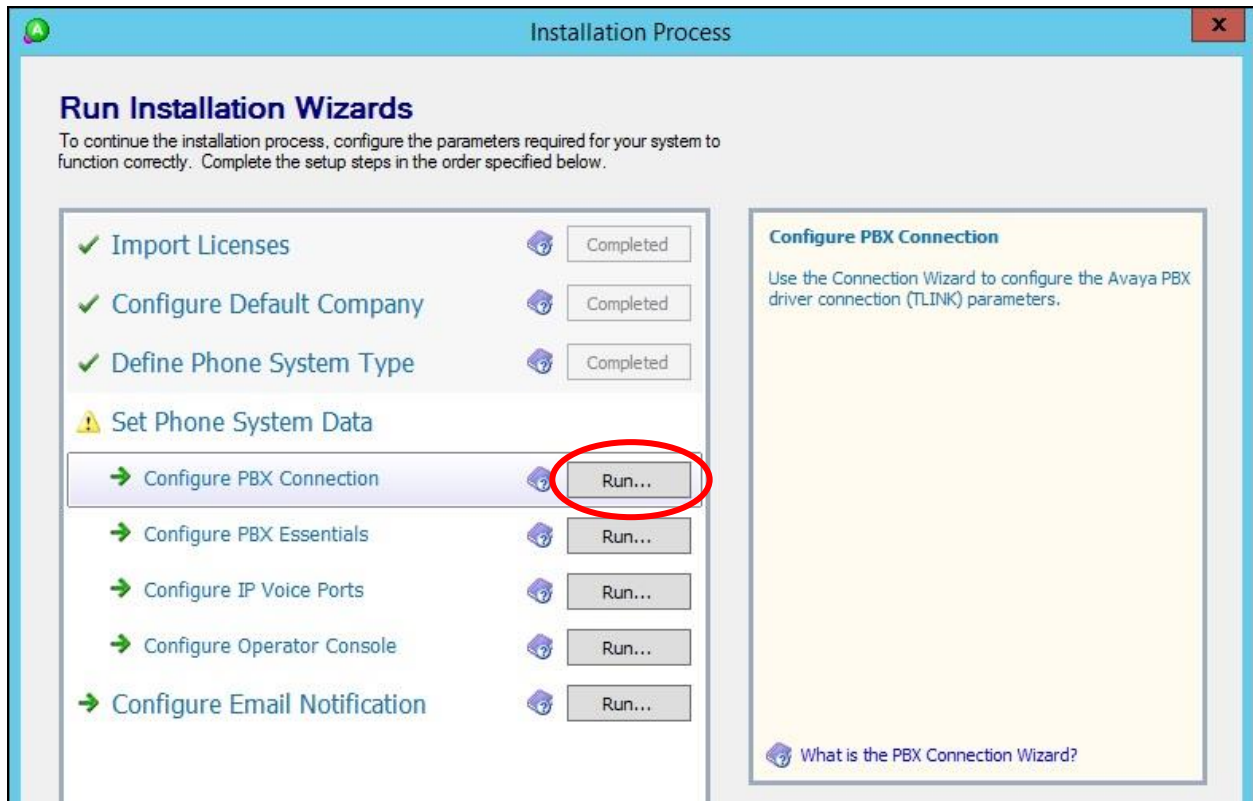 Installation Process
x
Run Installation Wizards
To continue the installation process, configure the parameters required for your system to
function correctly. Complete the setup steps in the order specified below.
Import Licenses
Completed
Configure Default Company
Completed
Define Phone System Type
Completed
Set Phone System Data
Configure PBX Connection
Run...
Configure PBX Essentials
Run...
Configure IP Voice Ports
Run...
Configure Operator Console
Run...
Configure Email Notification
Run...
Configure PBX Connection
Use the Connection Wizard to configure the Avaya PBX
driver connection (TLINK) parameters.
What is the PBX Connection Wizard?